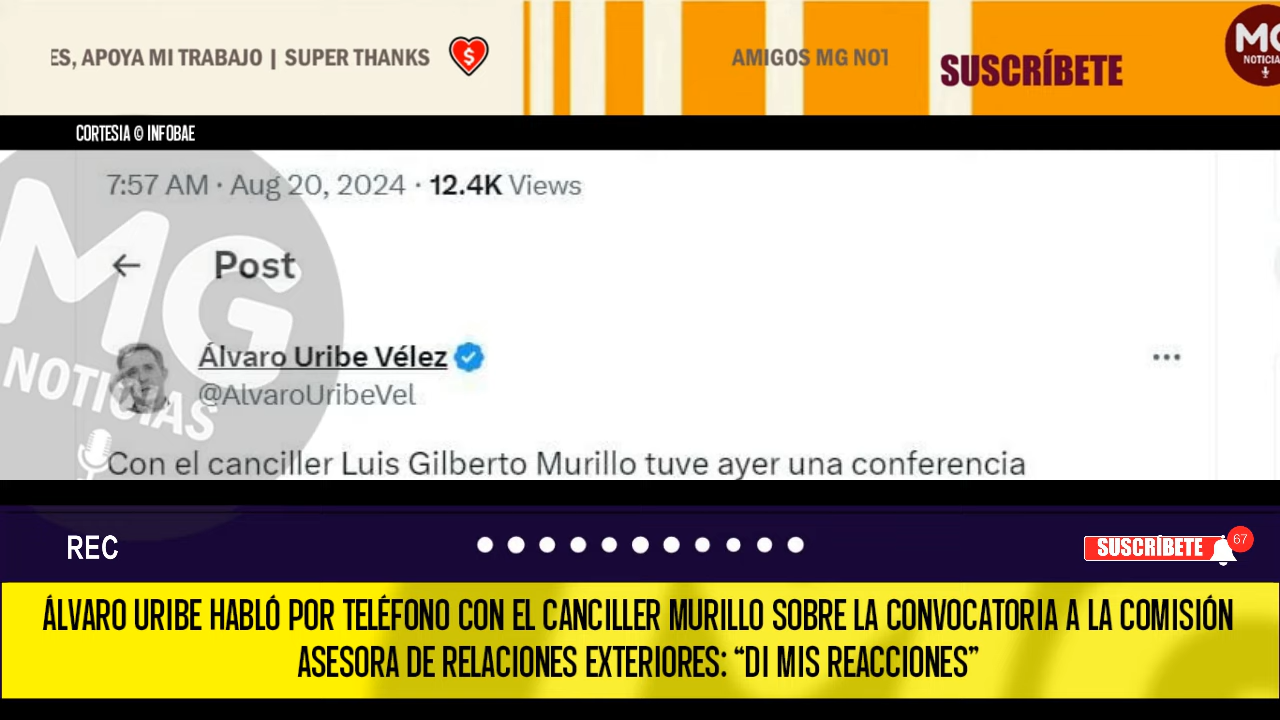 ES, APOYA MI TRABAJO | SUPER THANKS
AMIGOS MG NOT
SUSCRÍBETE
MG
NOTICIA
CORTESIA © INFOBAE
7:57 AM · Aug 20, 2024 · 12.4K Views
← Post
MG
NOTICIAS
Álvaro Uribe Vélez
@AlvaroUribeVel
Con el canciller Luis Gilberto Murillo tuve ayer una conferencia
REC
SUSCRÍBETE
67
ÁLVARO URIBE HABLÓ POR TELÉFONO CON EL CANCILLER MURILLO SOBRE LA CONVOCATORIA A LA COMISIÓN
ASESORA DE RELACIONES EXTERIORES: “DI MIS REACCIONES”